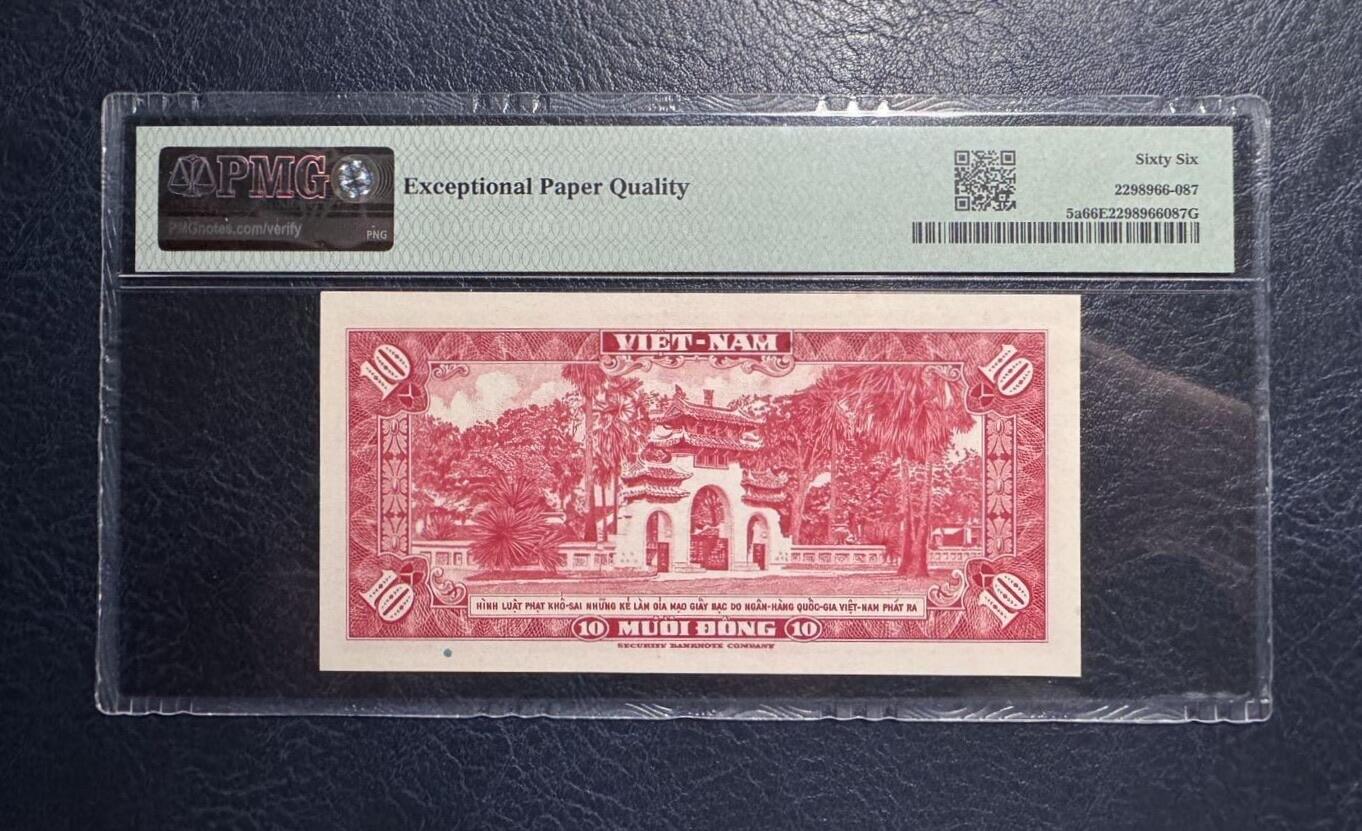 PMG
PMGnotes.com/verify
PNG
Exceptional Paper Quality
Sixty Six
2298966-087
5a66E2298966087G
VIỆT-NAM
10
10
HÌNH LUẬT PHẠT KHỔ-SAI NHỮNG KẺ LÀM GIẢ MẠO GIẤY BẠC DO NGÂN-HÀNG QUỐC-GIA VIỆT-NAM PHÁT RA
10
10
10 MƯỜI ĐỒNG 10
SECURITY BANKNOTE COMPANY